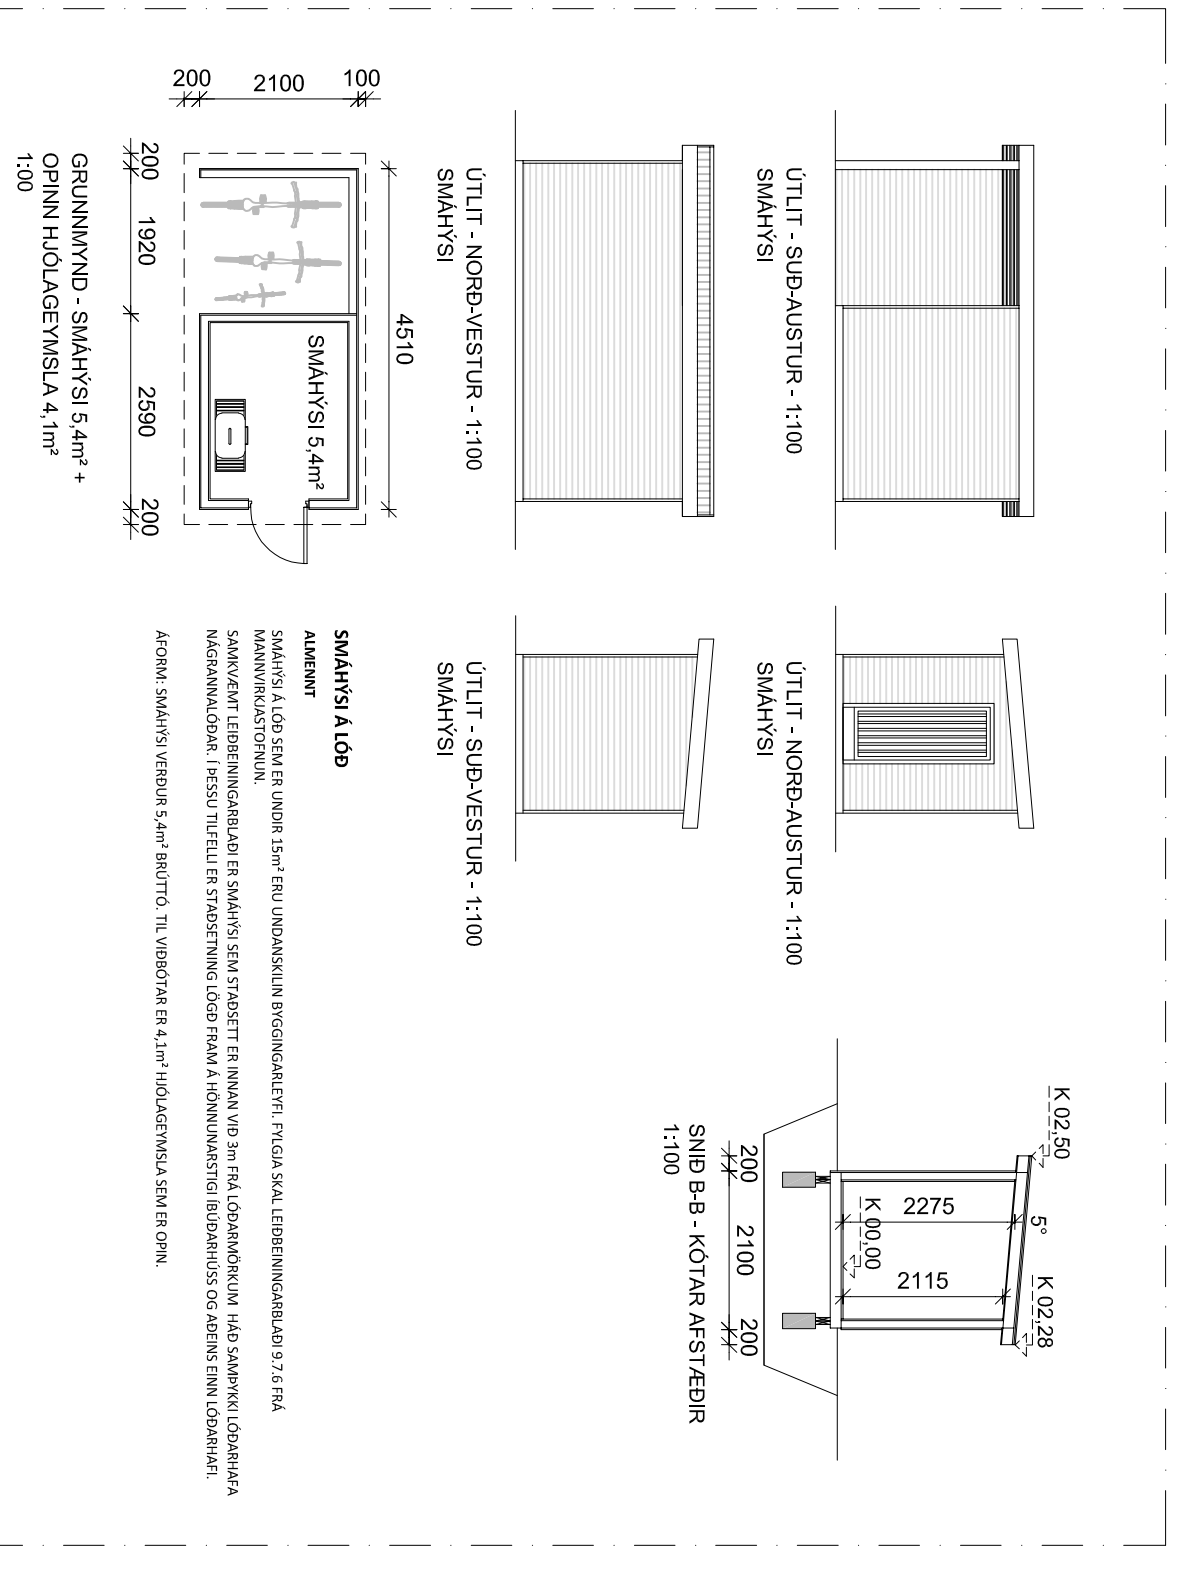 K 02,50
5°
K 02,28
2275
2115
K 00,00
200
2100
200
SNIÐ B-B - KÓTAR AFSTÆÐIR
1:100
ÚTLIT - SUÐ-AUSTUR - 1:100
SMÁHÝSI
ÚTLIT - NORÐ-AUSTUR - 1:100
SMÁHÝSI
ÚTLIT - NORÐ-VESTUR - 1:100
SMÁHÝSI
ÚTLIT - SUÐ-VESTUR - 1:100
SMÁHÝSI
4510
100
2100
200
SMÁHÝSI 5,4m²
200
1920
2590
200
GRUNNMYND - SMÁHÝSI 5,4m² +
OPINN HJÓLAGEYMSLA 4,1m²
1:00
SMÁHÝSI Á LÓÐ
ALMENNT
SMÁHÝSI Á LÓÐ SEM ER UNDIR 15m² ERU UNDANSKILIN BYGGINGARLEYFI. FYLGJA SKAL LEIÐBEININGARBLAÐI 9.7.6 FRÁ
MANNVIRKJASTOFNUN.
SAMKVÆMT LEIÐBEININGARBLAÐI ER SMÁHÝSI SEM STAÐSETT ER INNAN VIÐ 3m FRÁ LÓÐARMÖRKUM HÁÐ SAMÞYKKI LÓÐARHAFA
NÁGRANNALÓÐAR. Í ÞESSU TILFELLI ER STAÐSETNING LÖGÐ FRAM Á HÖNNUNARSTIGI ÍBÚÐARHÚSS OG AÐEINS EINN LÓÐARHAFI.
ÁFORM: SMÁHÝSI VERÐUR 5,4m² BRÚTTÓ. TIL VIÐBÓTAR ER 4,1m² HJÓLAGEYMSLA SEM ER OPIN.